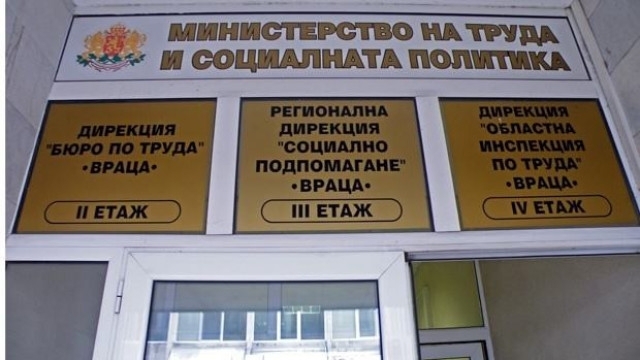 МИНИСТЕРСТВО НА ТРУДА
И СОЦИАЛНАТА ПОЛИТИКА
ДИРЕКЦИЯ
"БЮРО ПО ТРУДА"
•ВРАЦА•
II ЕТАЖ
РЕГИОНАЛНА
ДИРЕКЦИЯ
"СОЦИАЛНО
ПОДПОМАГАНЕ"
•ВРАЦА•
III ЕТАЖ
ДИРЕКЦИЯ
"ОБЛАСТНА
ИНСПЕКЦИЯ
ПО ТРУДА"
•ВРАЦА•
IV ЕТАЖ